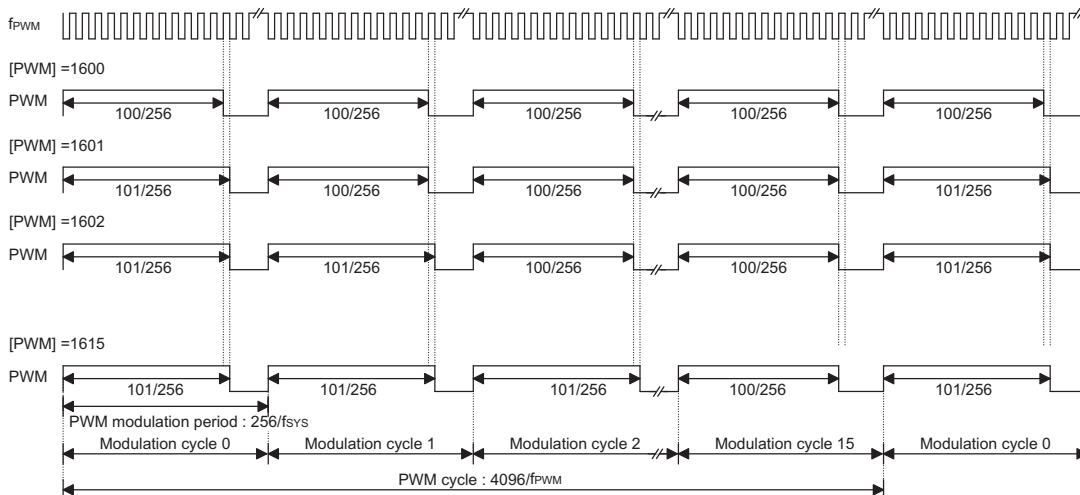 fPWM
[PWM] =1600
PWM
100/256 100/256 100/256 100/256 100/256
[PWM] =1601
PWM
101/256 100/256 100/256 100/256 101/256
[PWM] =1602
PWM
101/256 101/256 100/256 100/256 101/256
[PWM] =1615
PWM
101/256 101/256 101/256 100/256 101/256
PWM modulation period : 256/fSYS
Modulation cycle 0 Modulation cycle 1 Modulation cycle 2 Modulation cycle 15 Modulation cycle 0
PWM cycle : 4096/fPWM